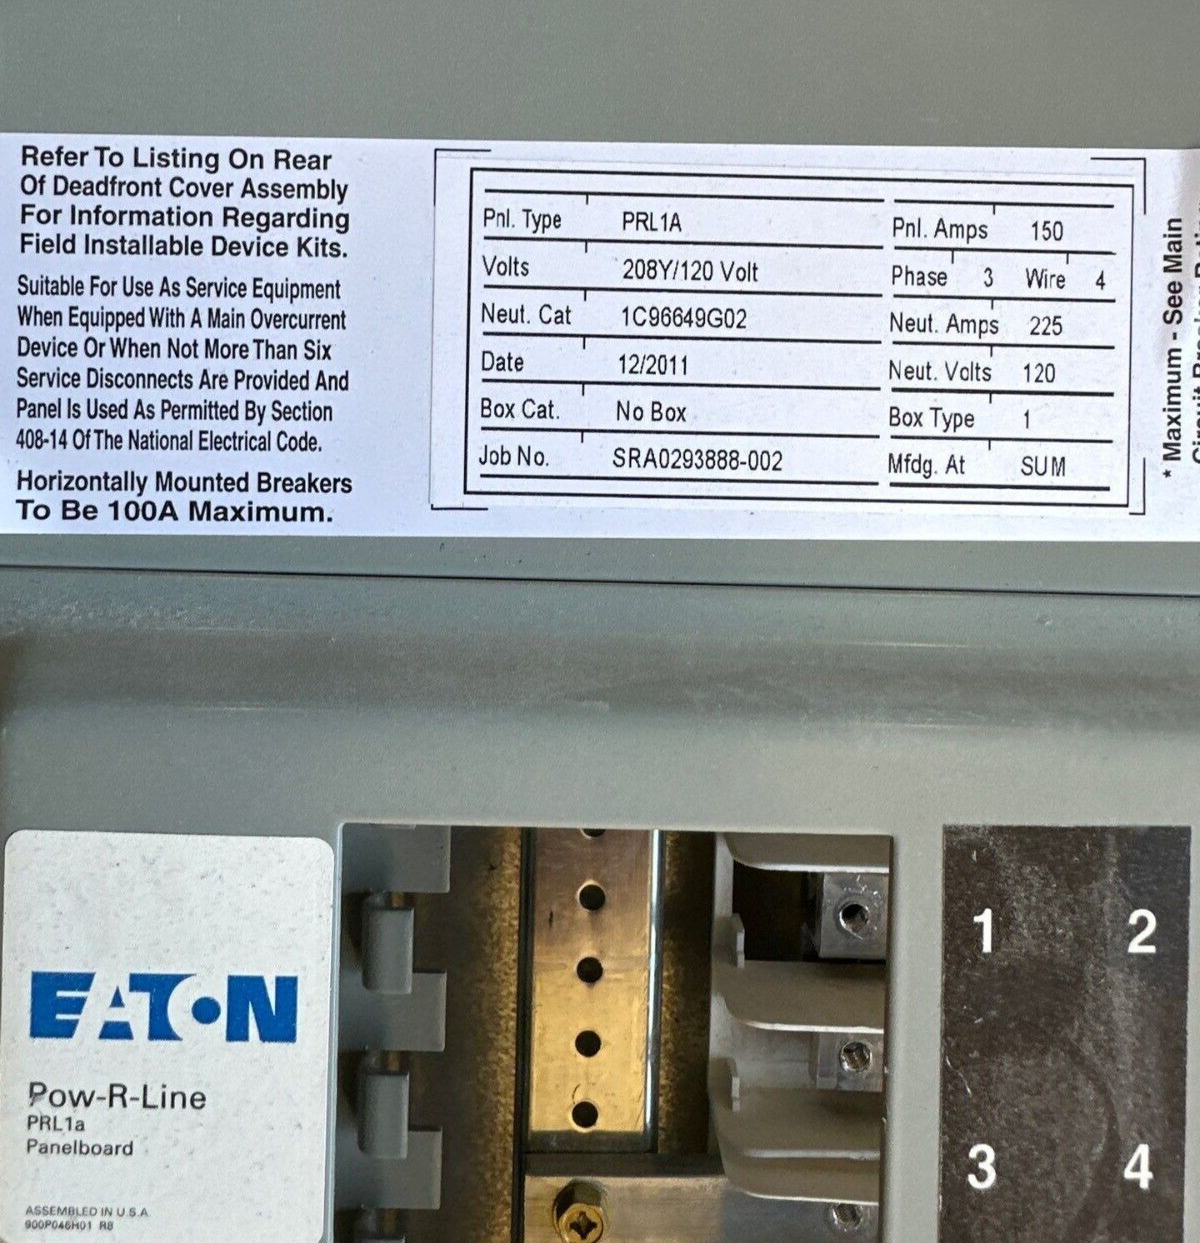 Refer To Listing On Rear
Of Deadfront Cover Assembly
For Information Regarding
Field Installable Device Kits.
Suitable For Use As Service Equipment
When Equipped With A Main Overcurrent
Device Or When Not More Than Six
Service Disconnects Are Provided And
Panel Is Used As Permitted By Section
408-14 Of The National Electrical Code.
Horizontally Mounted Breakers
To Be 100A Maximum.
Pnl. Type PRL1A Pnl. Amps 150
Volts 208Y/120 Volt Phase 3 Wire 4
Neut. Cat 1C96649G02 Neut. Amps 225
Date 12/2011 Neut. Volts 120
Box Cat. No Box Box Type 1
Job No. SRA0293888-002 Mfdg. At SUM
* Maximum - See Main
EATON
Pow-R-Line
PRL1a
Panelboard
ASSEMBLED IN U.S.A.
900P046H01 R8
1 2
3 4